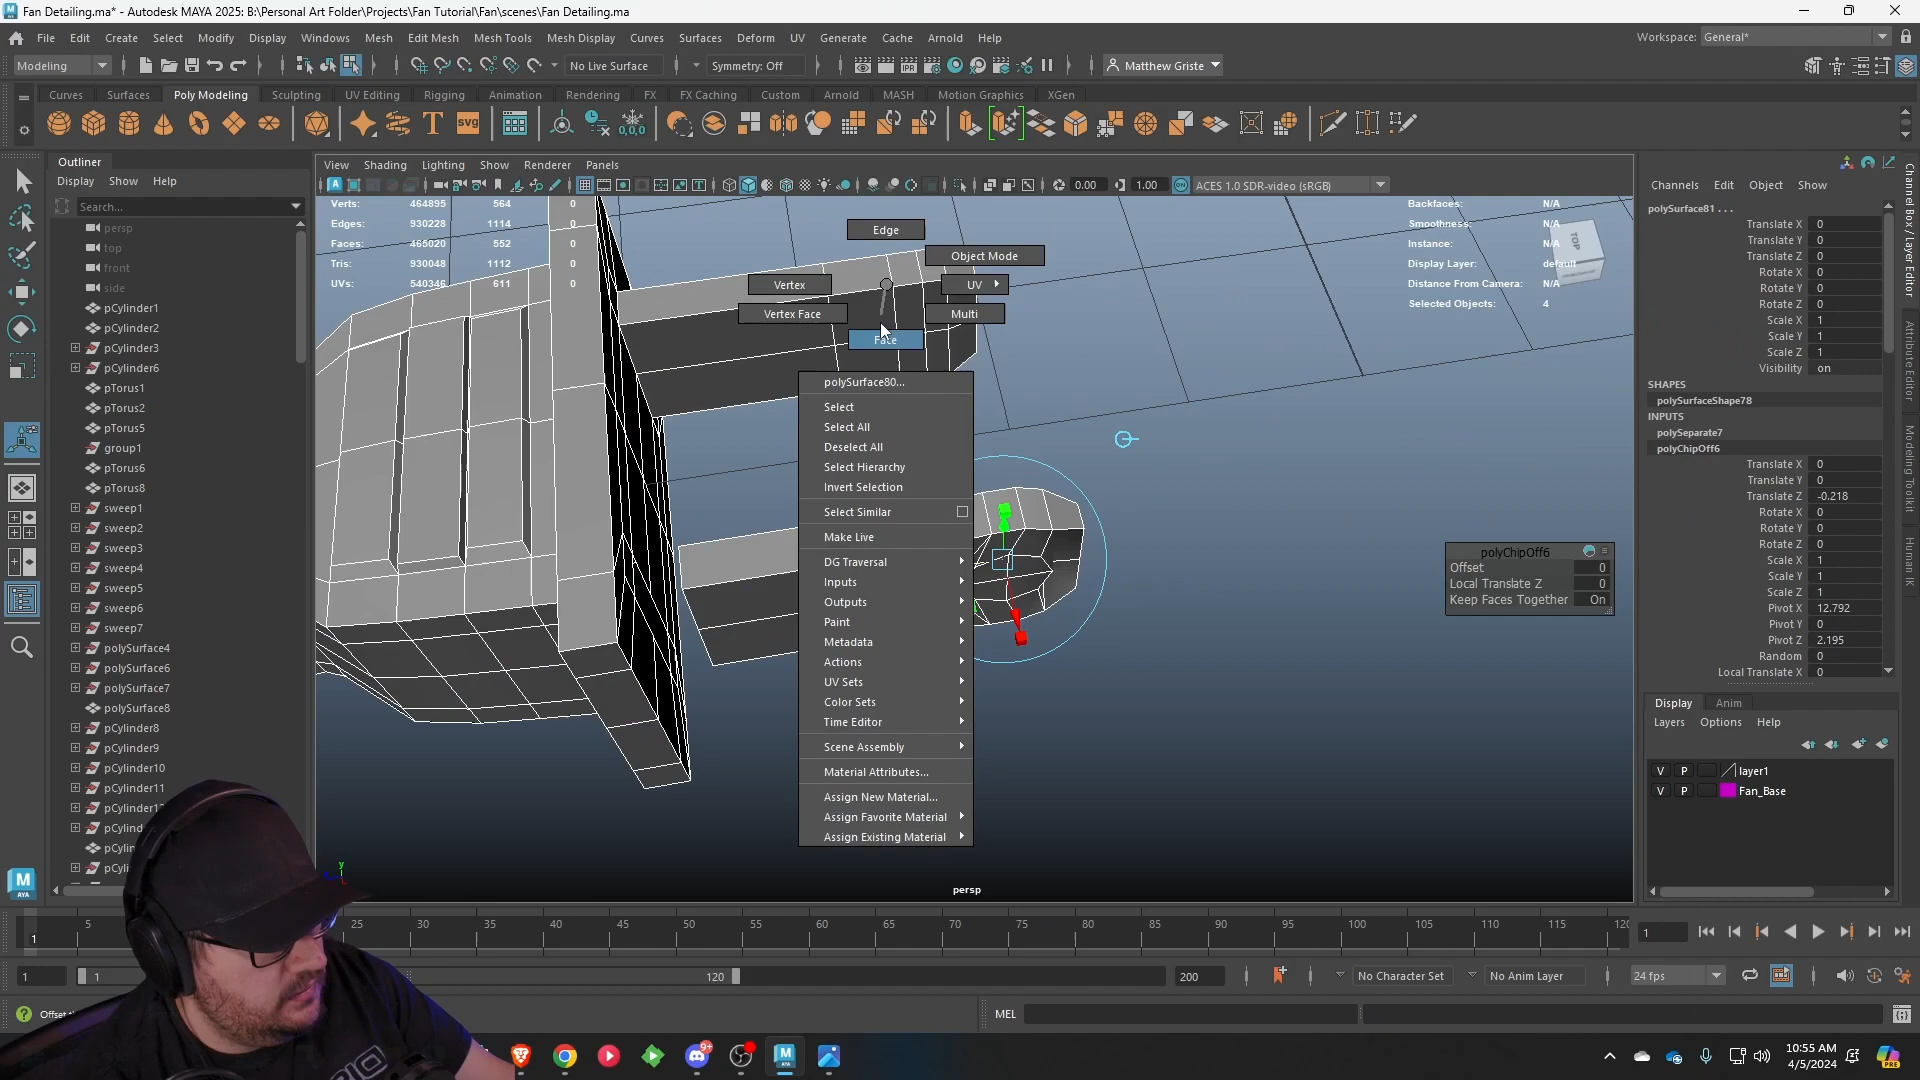 Fan Detailing.ma* - Autodesk MAYA 2025: B:\Personal Art Folder\Projects\Fan Tutorial\Fan\scenes\Fan Detailing.ma
File Edit Create Select Modify Display Windows Mesh Edit Mesh Mesh Tools Mesh Display Curves Surfaces Deform UV Generate Cache Arnold Help
Workspace: General*
Modeling
No Live Surface
Symmetry: Off
Matthew Griste
Curves Surfaces Poly Modeling Sculpting UV Editing Rigging Animation Rendering FX FX Caching Custom Arnold MASH Motion Graphics XGen
Outliner
Display Show Help
Search...
persp
top
front
side
pCylinder1
pCylinder2
pCylinder3
pCylinder6
pTorus1
pTorus2
pTorus5
group1
pTorus6
pTorus8
sweep1
sweep2
sweep3
sweep4
sweep5
sweep6
sweep7
polySurface4
polySurface6
polySurface7
polySurface8
pCylinder8
pCylinder9
pCylinder10
pCylinder11
View Shading Lighting Show Renderer Panels
0.00
1.00
ACES 1.0 SDR-video (sRGB)
Verts: 464895 564 0
Edges: 930228 1114 0
Faces: 465020 552 0
Tris: 930048 1112 0
UVs: 540346 611 0
Backfaces: N/A
Smoothness: N/A
Instance: N/A
Display Layer: default
Distance From Camera: N/A
Selected Objects: 4
TOP
Edge
Object Mode
Vertex
UV
Vertex Face
Multi
Face
polySurface80...
Select
Select All
Deselect All
Select Hierarchy
Invert Selection
Select Similar
Make Live
DG Traversal
Inputs
Outputs
Paint
Metadata
Actions
UV Sets
Color Sets
Time Editor
Scene Assembly
Material Attributes...
Assign New Material...
Assign Favorite Material
Assign Existing Material
polyChipOff6
Offset 0
Local Translate Z 0
Keep Faces Together On
persp
y
Channels Edit Object Show
polySurface81 . . .
Translate X 0
Translate Y 0
Translate Z 0
Rotate X 0
Rotate Y 0
Rotate Z 0
Scale X 1
Scale Y 1
Scale Z 1
Visibility on
SHAPES
polySurfaceShape78
INPUTS
polySeparate7
polyChipOff6
Translate X 0
Translate Y 0
Translate Z -0.218
Rotate X 0
Rotate Y 0
Rotate Z 0
Scale X 1
Scale Y 1
Scale Z 1
Pivot X 12.792
Pivot Y 0
Pivot Z 2.195
Random 0
Local Translate X 0
Channel Box / Layer Editor
Attribute Editor
Modeling Toolkit
Human IK
Display Anim
Layers Options Help
V P layer1
V P Fan_Base
5 25 30 35 40 45 50 55 60 65 70 75 80 85 90 95 100 105 110 115 120
1
1
1
1
120
200
No Character Set
No Anim Layer
24 fps
MEL
M
AYA
9+
10:55 AM
4/5/2024
PRE